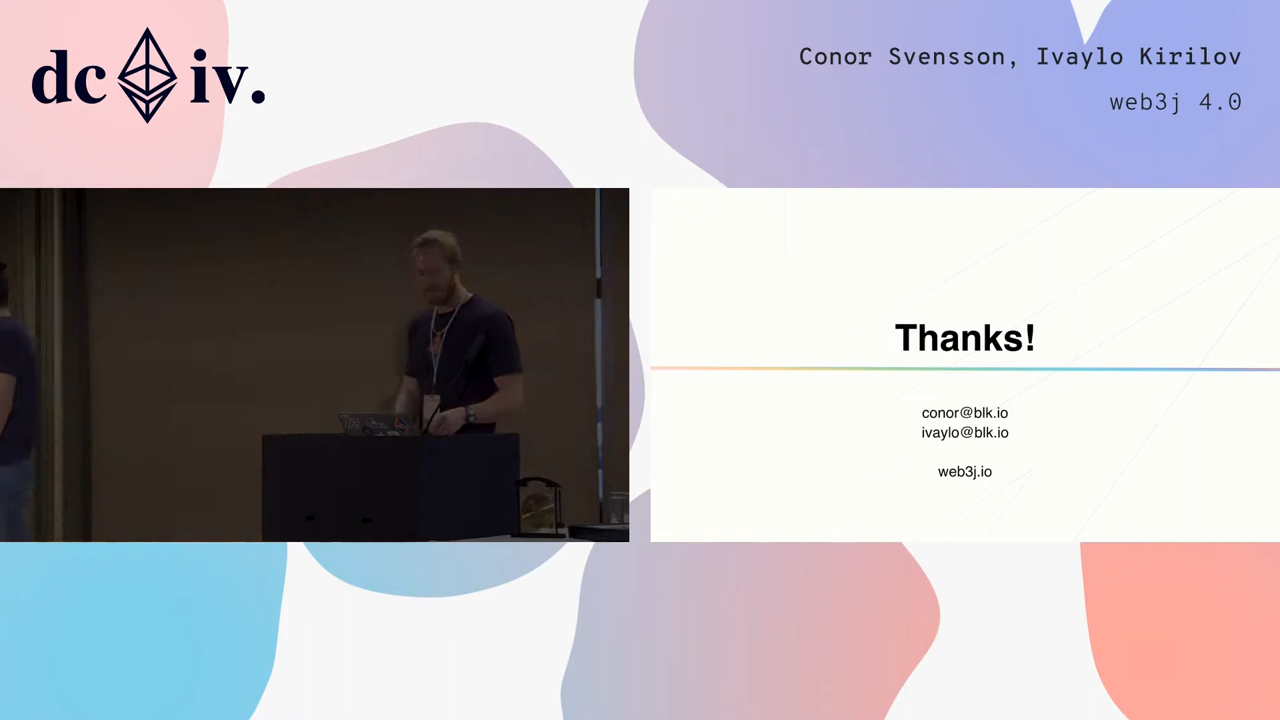 dc iv.
Conor Svensson, Ivaylo Kirilov
web3j 4.0
Thanks!
conor@blk.io
ivaylo@blk.io
web3j.io